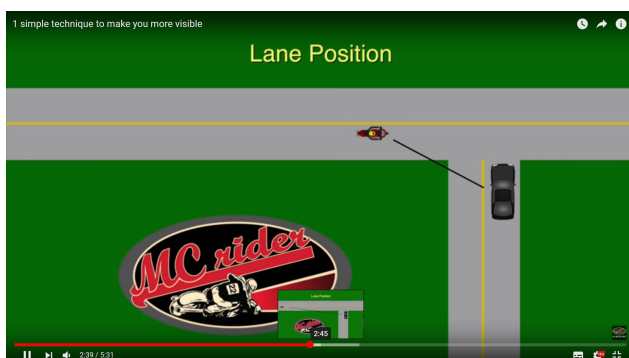 1 simple technique to make you more visible
Lane Position
MC rider
Lane Position
2:45
2:39 / 5:31